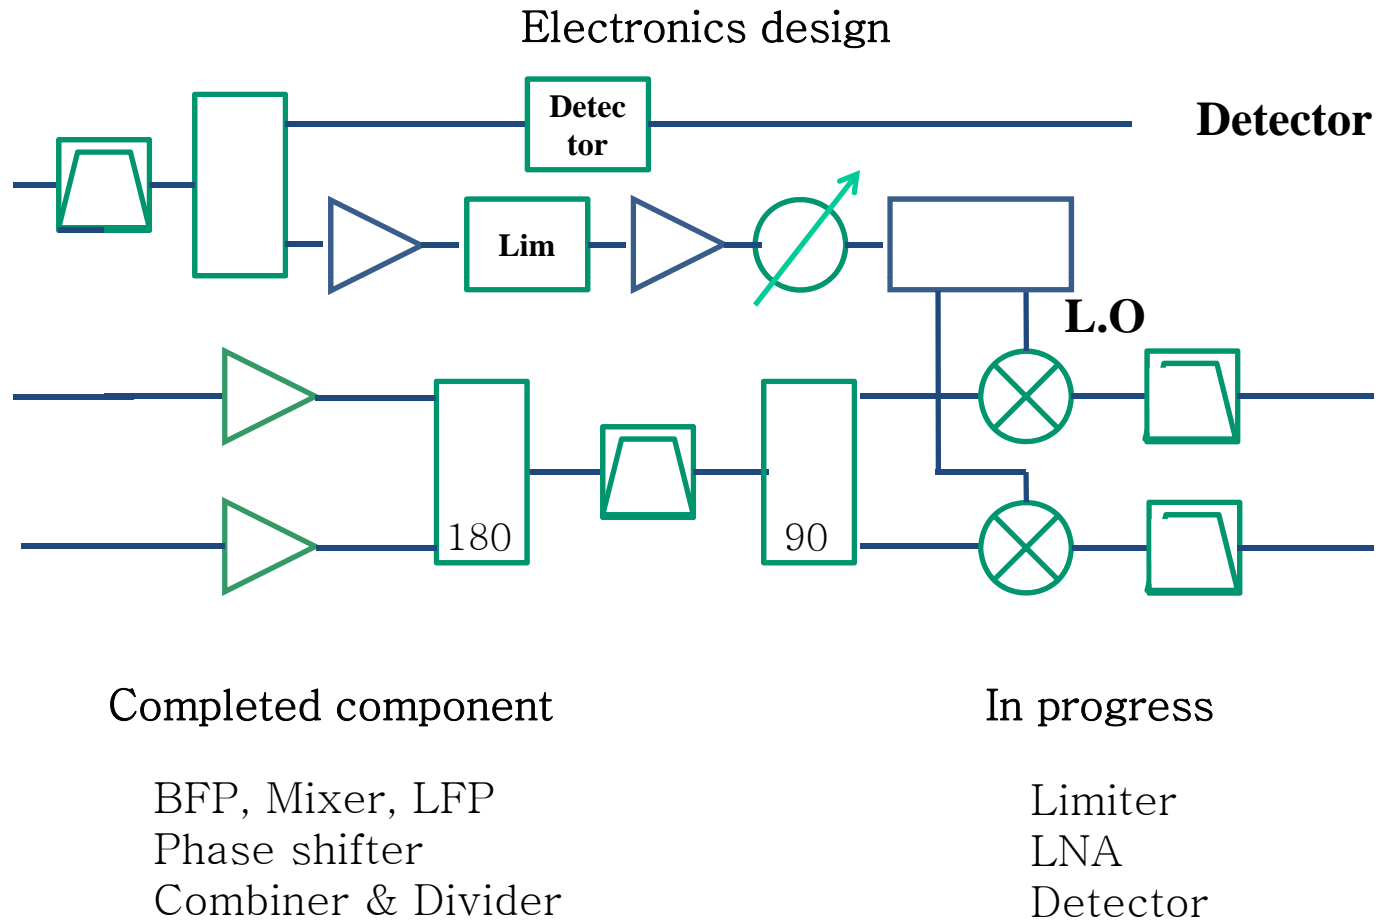 Electronics design
Detec
tor
Detector
Lim
L.O
180
90
Completed component
In progress
BFP, Mixer, LFP
Phase shifter
Combiner & Divider
Limiter
LNA
Detector